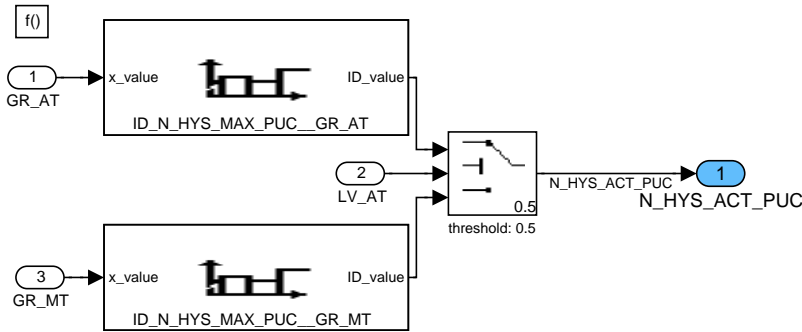 f()
1
GR_AT
x_value
ID_value
ID_N_HYS_MAX_PUC__GR_AT
2
LV_AT
0.5
threshold: 0.5
N_HYS_ACT_PUC
1
N_HYS_ACT_PUC
3
GR_MT
x_value
ID_value
ID_N_HYS_MAX_PUC__GR_MT